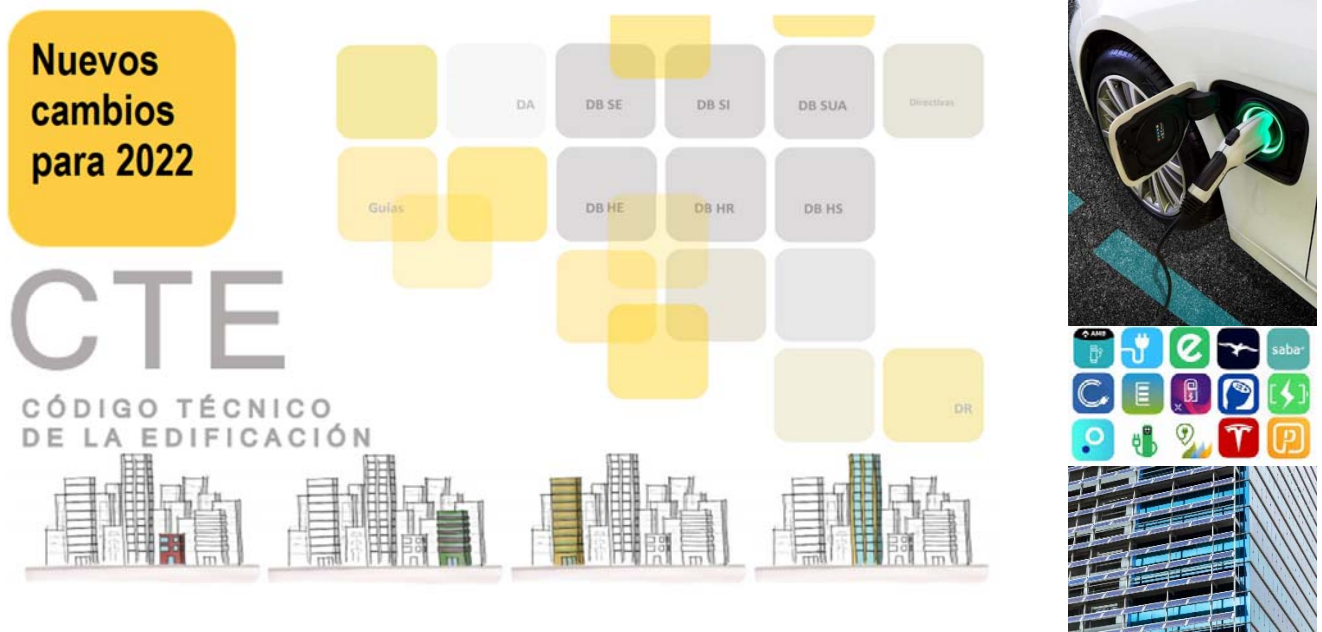 Nuevos
cambios
para 2022
DA
DB SE
DB SI
DB SUA
Directivas
Guías
DB HE
DB HR
DB HS
DR
CTE
CÓDIGO TÉCNICO
DE LA EDIFICACIÓN
AMB
saba